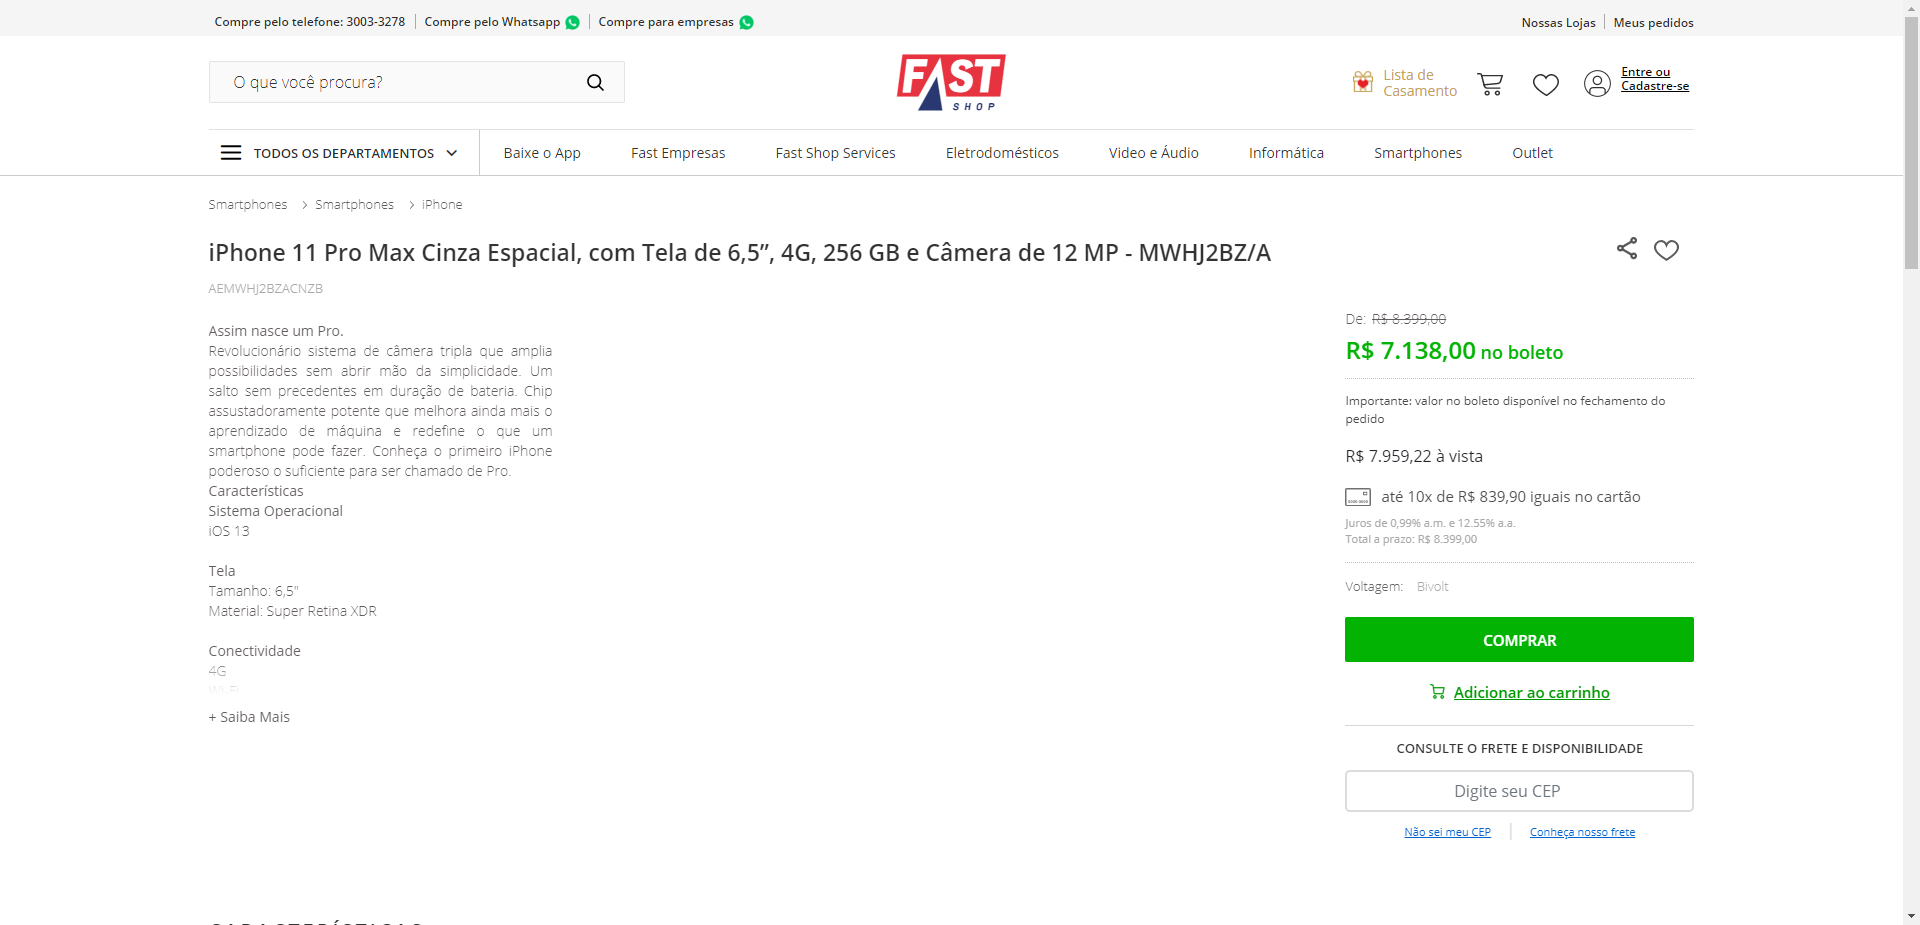 Compre pelo telefone: 3003-3278
Compre pelo Whatsapp
Compre para empresas
Nossas Lojas
Meus pedidos
O que você procura?
FAST
SHOP
Lista de
Casamento
Entre ou
Cadastre-se
TODOS OS DEPARTAMENTOS
Baixe o App
Fast Empresas
Fast Shop Services
Eletrodomésticos
Video e Áudio
Informática
Smartphones
Outlet
Smartphones
Smartphones
iPhone
iPhone 11 Pro Max Cinza Espacial, com Tela de 6,5”, 4G, 256 GB e Câmera de 12 MP - MWHJ2BZ/A
AEMWHJ2BZACNZB
Assim nasce um Pro.
Revolucionário sistema de câmera tripla que amplia
possibilidades sem abrir mão da simplicidade. Um
salto sem precedentes em duração de bateria. Chip
assustadoramente potente que melhora ainda mais o
aprendizado de máquina e redefine o que um
smartphone pode fazer. Conheça o primeiro iPhone
poderoso o suficiente para ser chamado de Pro.
Características
Sistema Operacional
iOS 13
Tela
Tamanho: 6,5"
Material: Super Retina XDR
Conectividade
4G
Wi-Fi
+ Saiba Mais
De: R$ 8.399,00
R$ 7.138,00 no boleto
Importante: valor no boleto disponível no fechamento do
pedido
R$ 7.959,22 à vista
até 10x de R$ 839,90 iguais no cartão
Juros de 0,99% a.m. e 12.55% a.a.
Total a prazo: R$ 8.399,00
Voltagem: Bivolt
COMPRAR
Adicionar ao carrinho
CONSULTE O FRETE E DISPONIBILIDADE
Digite seu CEP
Não sei meu CEP
Conheça nosso frete
CARACTERÍSTICAS